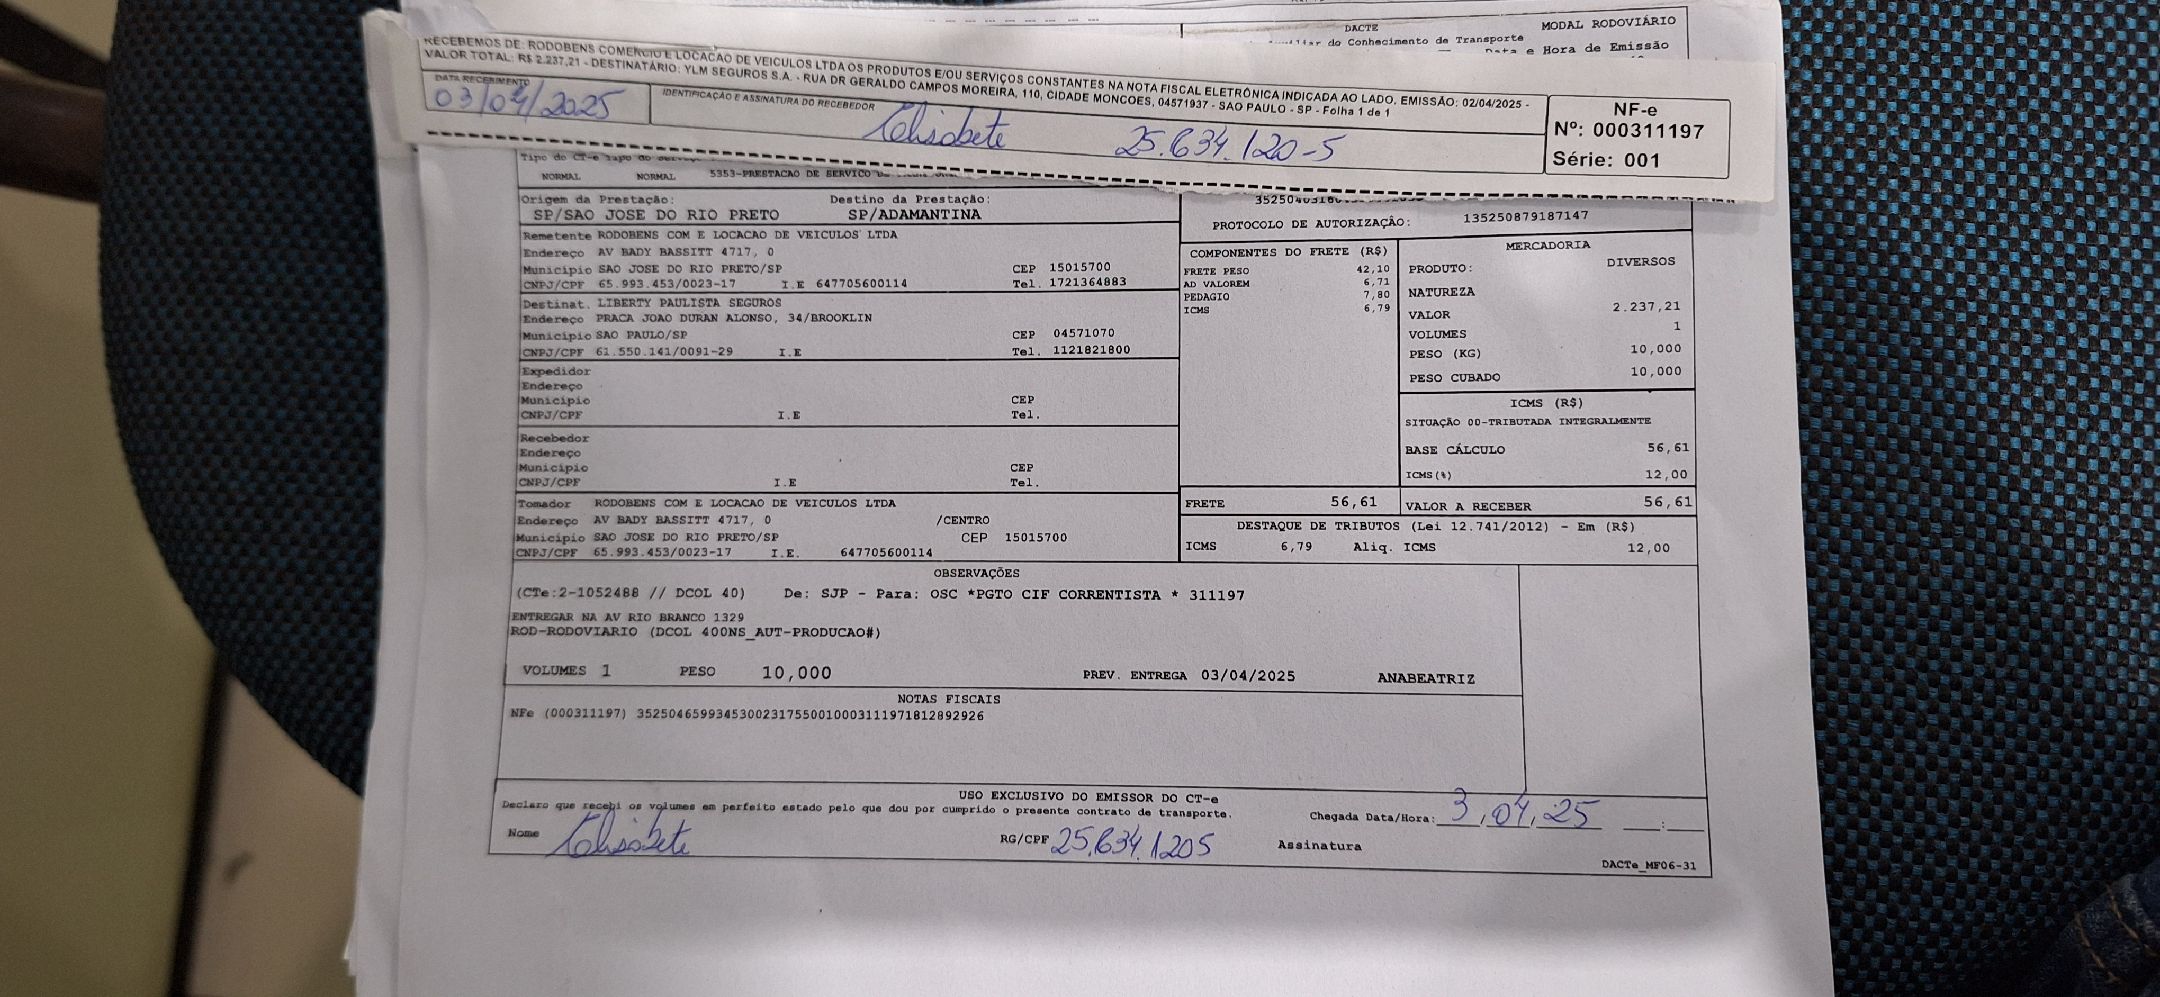 DACTE
MODAL RODOVIÁRIO
do Conhecimento de Transporte
e Hora de Emissão
RECEBEMOS DE: RODOBENS COMERCIO E LOCACAO DE VEICULOS LTDA OS PRODUTOS E/OU SERVIÇOS CONSTANTES NA NOTA FISCAL ELETRÔNICA INDICADA AO LADO. EMISSÃO: 02/04/2025 -
VALOR TOTAL: R$ 2.237,21 - DESTINATÁRIO: YLM SEGUROS S.A. - RUA DR GERALDO CAMPOS MOREIRA, 110, CIDADE MONCOES, 04571937 - SAO PAULO - SP - Folha 1 de 1
DATA RECEBIMENTO
03/04/2025
IDENTIFICAÇÃO E ASSINATURA DO RECEBEDOR
Elisabete 25.634.120-5
NF-e
Nº: 000311197
Série: 001
Tipo do CT-e
NORMAL NORMAL 5353-PRESTACAO DE SERVICO
Origem da Prestação: Destino da Prestação:
SP/SAO JOSE DO RIO PRETO SP/ADAMANTINA
PROTOCOLO DE AUTORIZAÇÃO: 135250879187147
Remetente RODOBENS COM E LOCACAO DE VEICULOS LTDA
Endereço AV BADY BASSITT 4717, 0
Município SAO JOSE DO RIO PRETO/SP CEP 15015700
CNPJ/CPF 65.993.453/0023-17 I.E 647705600114 Tel. 1721364883
Destinat. LIBERTY PAULISTA SEGUROS
Endereço PRACA JOAO DURAN ALONSO, 34/BROOKLIN
Município SAO PAULO/SP CEP 04571070
CNPJ/CPF 61.550.141/0091-29 I.E Tel. 1121821800
Expedidor
Endereço
Município CEP
CNPJ/CPF I.E Tel.
Recebedor
Endereço
Município CEP
CNPJ/CPF I.E Tel.
Tomador RODOBENS COM E LOCACAO DE VEICULOS LTDA
Endereço AV BADY BASSITT 4717, 0 /CENTRO
Município SAO JOSE DO RIO PRETO/SP CEP 15015700
CNPJ/CPF 65.993.453/0023-17 I.E. 647705600114
COMPONENTES DO FRETE (R$)
FRETE PESO 42,10
AD VALOREM 6,71
PEDAGIO 7,80
ICMS 6,79
MERCADORIA
PRODUTO: DIVERSOS
NATUREZA
VALOR 2.237,21
VOLUMES 1
PESO (KG) 10,000
PESO CUBADO 10,000
ICMS (R$)
SITUAÇÃO 00-TRIBUTADA INTEGRALMENTE
BASE CÁLCULO 56,61
ICMS(%) 12,00
FRETE 56,61 VALOR A RECEBER 56,61
DESTAQUE DE TRIBUTOS (Lei 12.741/2012) - Em (R$)
ICMS 6,79 Aliq. ICMS 12,00
OBSERVAÇÕES
(CTe:2-1052488 // DCOL 40) De: SJP - Para: OSC *PGTO CIF CORRENTISTA * 311197
ENTREGAR NA AV RIO BRANCO 1329
ROD-RODOVIARIO (DCOL 400NS_AUT-PRODUCAO#)
VOLUMES 1 PESO 10,000 PREV. ENTREGA 03/04/2025 ANABEATRIZ
NOTAS FISCAIS
NFe (000311197) 35250465993453002317550010003111971812892926
USO EXCLUSIVO DO EMISSOR DO CT-e
Declaro que recebi os volumes em perfeito estado pelo que dou por cumprido o presente contrato de transporte.
Chegada Data/Hora: 3,04,25 __:__
Nome Elisabete RG/CPF 25.634.1205 Assinatura
DACTe_MF06-31